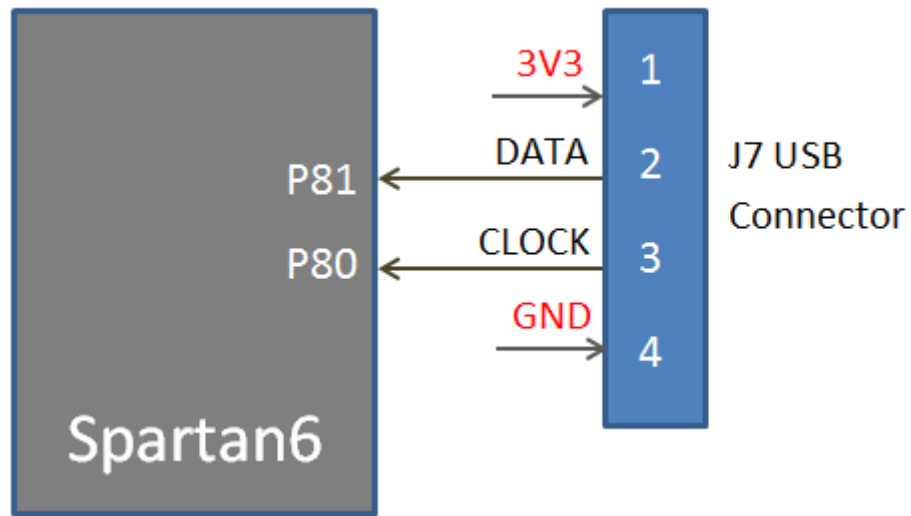 3V3
1
DATA
2
J7 USB
Connector
P81
CLOCK
3
P80
GND
4
Spartan6